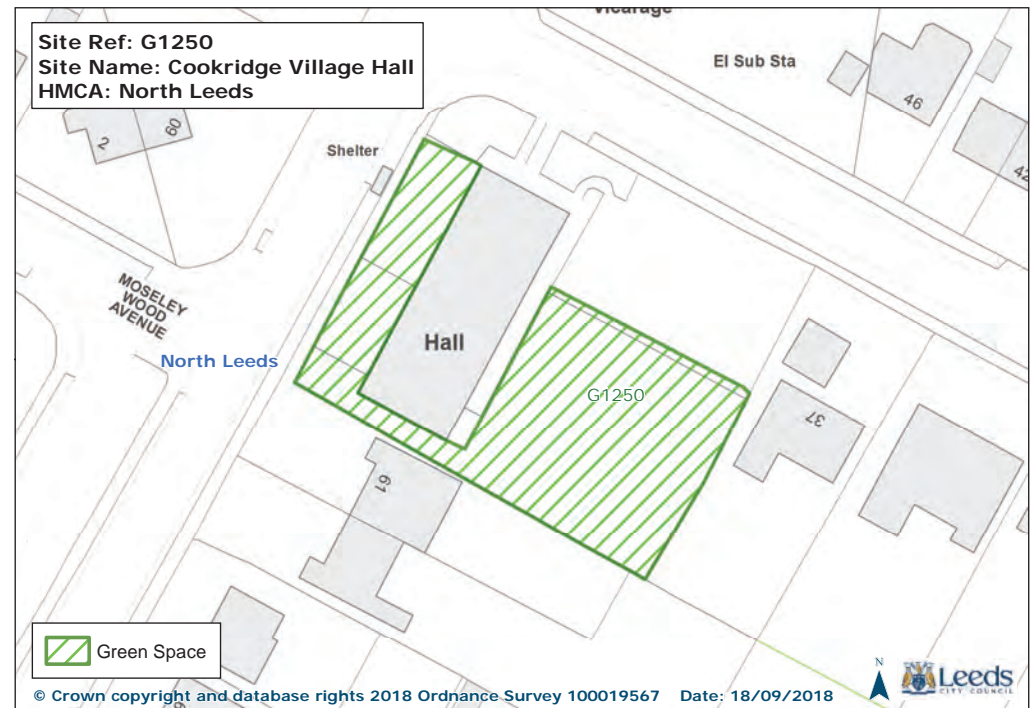 Vicarage
Site Ref: G1250
Site Name: Cookridge Village Hall
HMCA: North Leeds
El Sub Sta
46
2
60
Shelter
42
MOSELEY
WOOD
AVENUE
Hall
North Leeds
G1250
37
61
Green Space
N
Leeds
CITY COUNCIL
© Crown copyright and database rights 2018 Ordnance Survey 100019567 Date: 18/09/2018